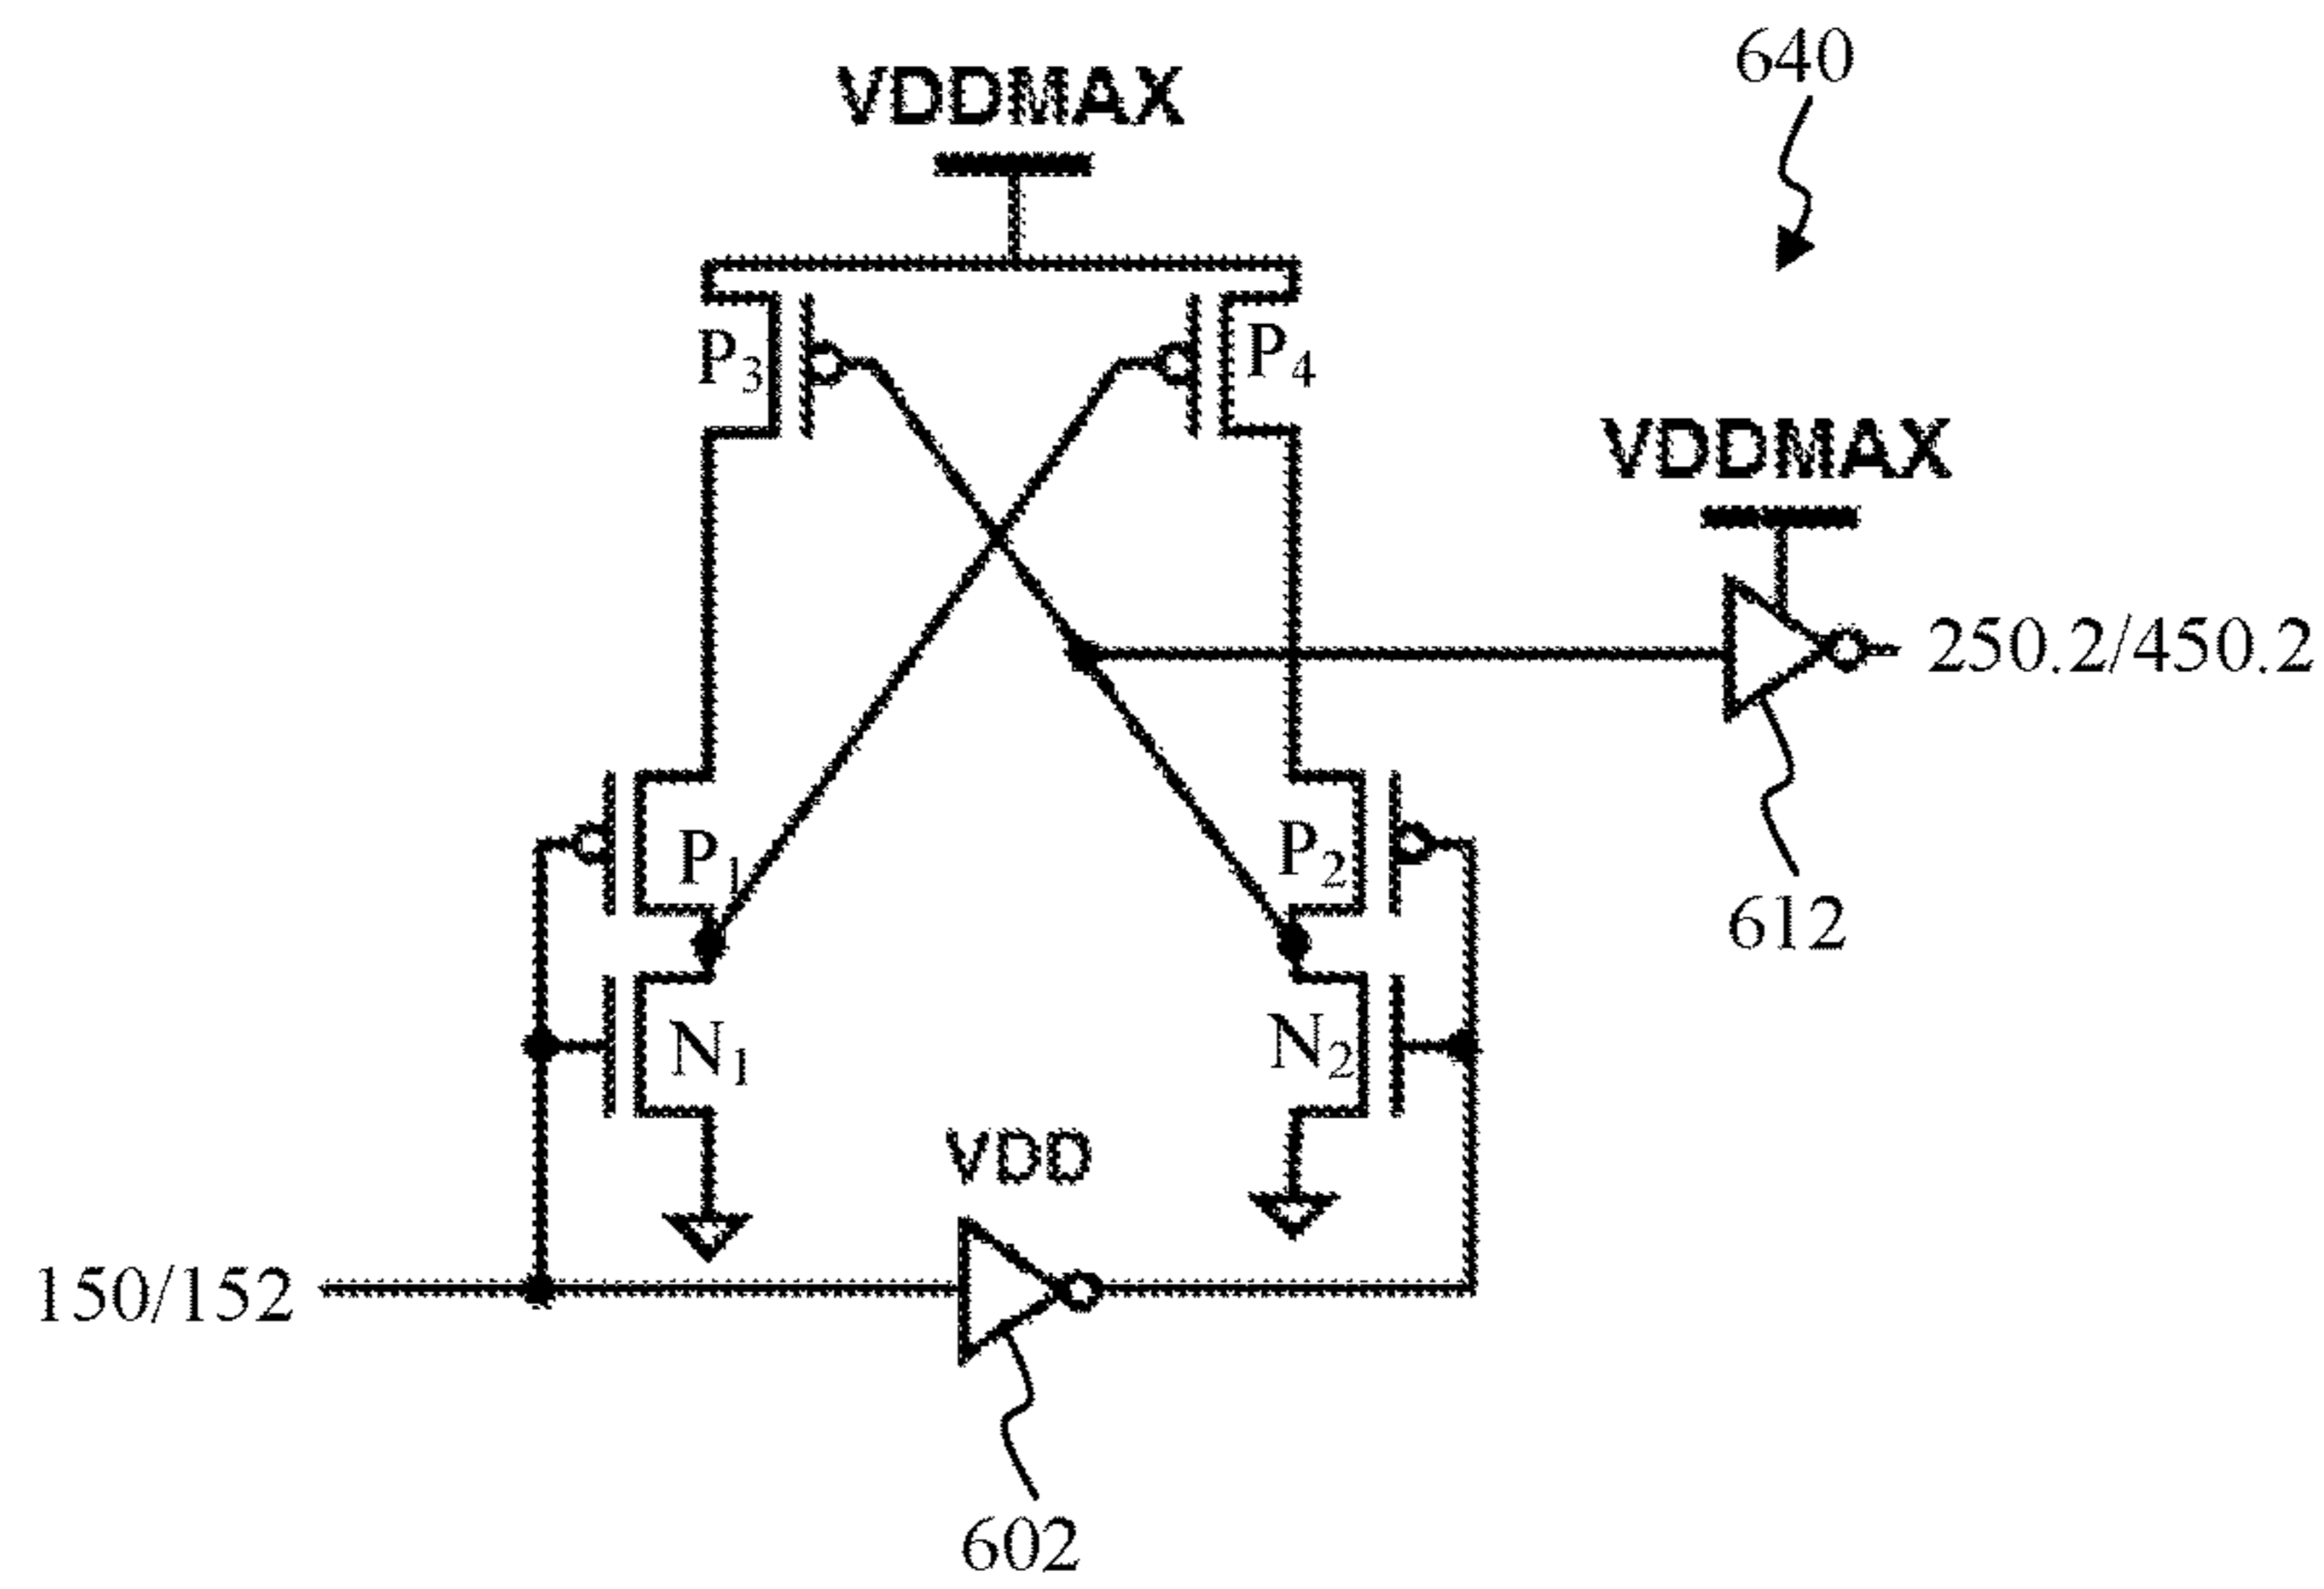 640
VDDMAX
P3 P4
VDDMAX
250.2/450.2
P1 P2
612
N1 N2
VDD
150/152
602